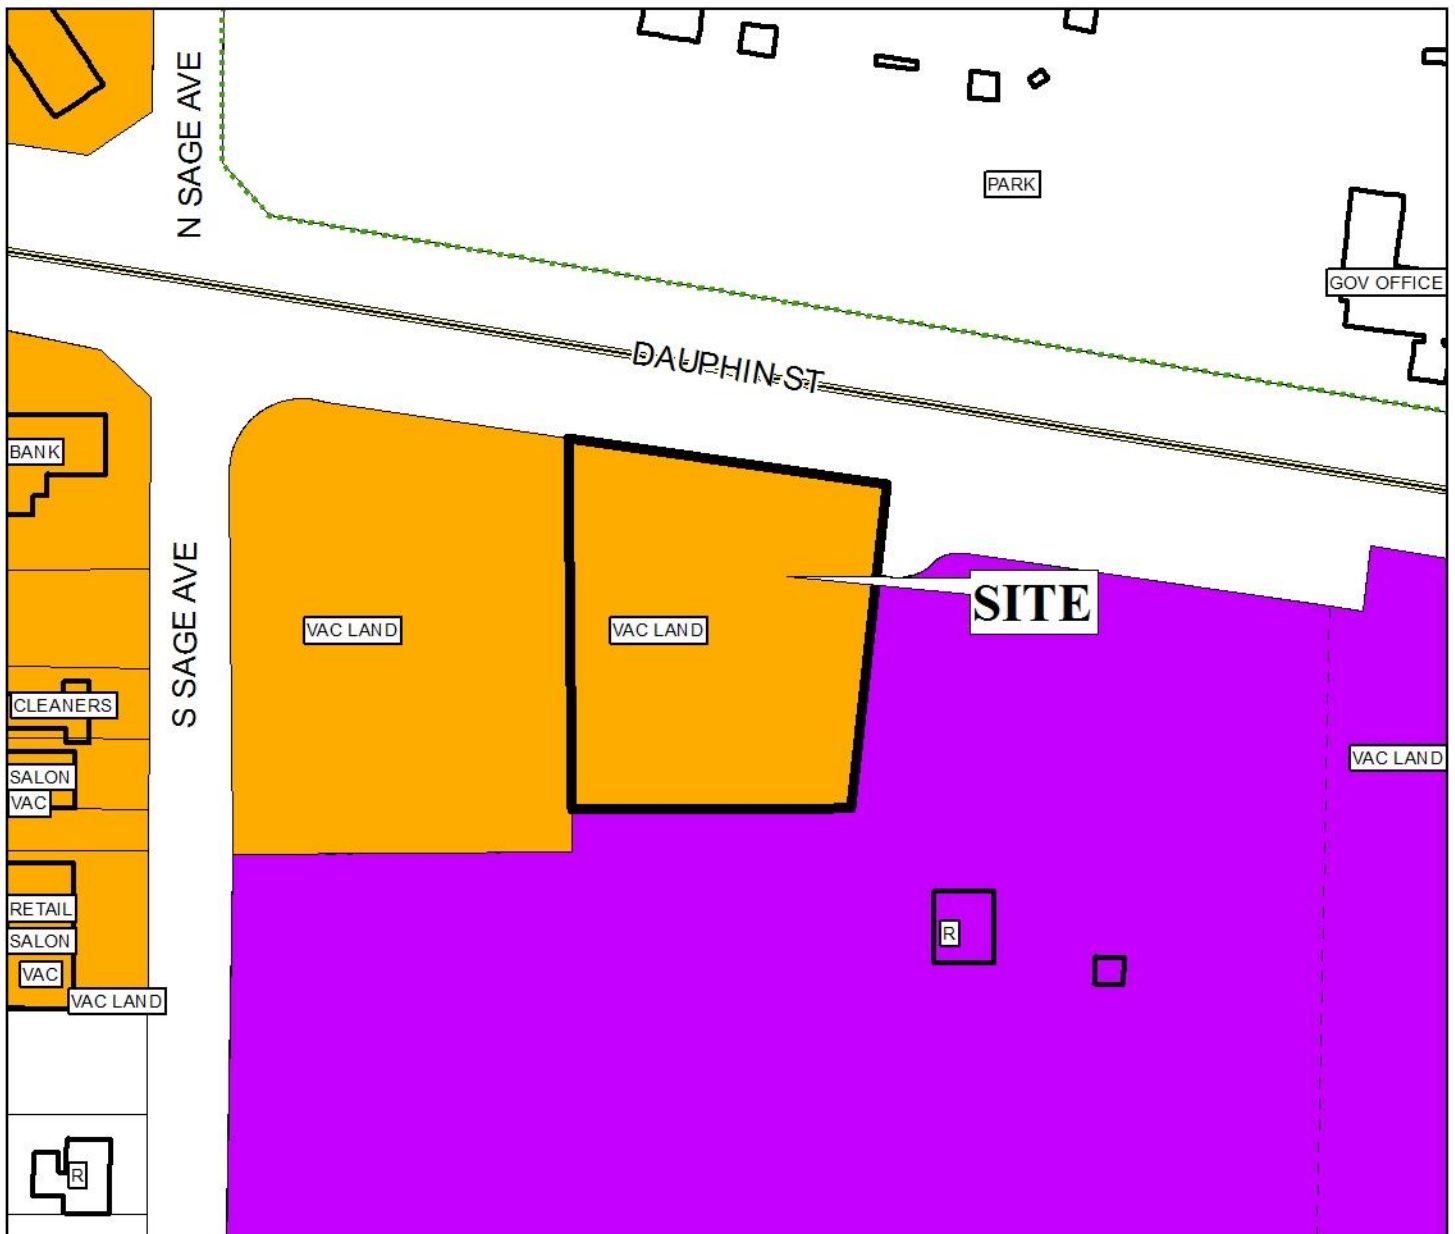 N SAGE AVE
PARK
GOV OFFICE
DAUPHIN ST
BANK
S SAGE AVE
SITE
VAC LAND
VAC LAND
CLEANERS
VAC LAND
SALON
VAC
RETAIL
SALON
R
VAC
VAC LAND
R